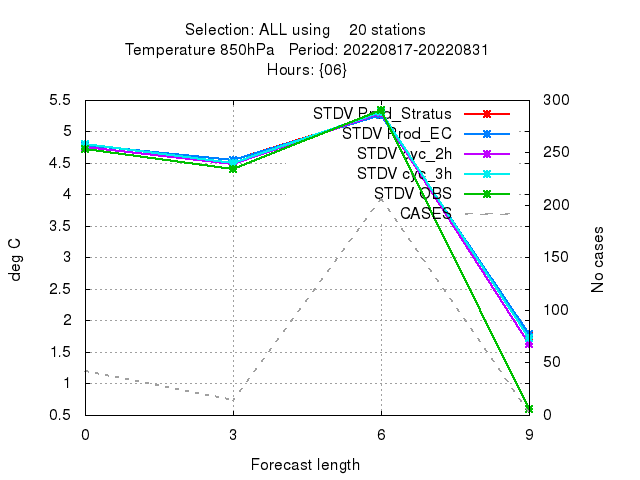 Selection: ALL using 20 stations
Temperature 850hPa Period: 20220817-20220831
Hours: {06}
STDV Prod_Stratus
STDV Prod_EC
STDV cyc_2h
STDV cyc_3h
STDV OBS
CASES
5.5
5
4.5
4
3.5
3
2.5
2
1.5
1
0.5
300
250
200
150
100
50
0
0 3 6 9
deg C
No cases
Forecast length